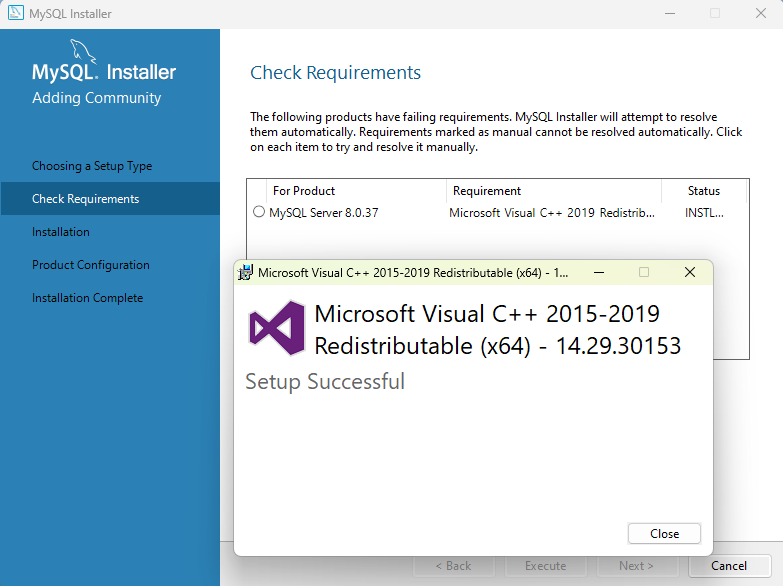 MySQL Installer
MySQL. Installer
Adding Community
Choosing a Setup Type
Check Requirements
Installation
Product Configuration
Installation Complete
Check Requirements
The following products have failing requirements. MySQL Installer will attempt to resolve
them automatically. Requirements marked as manual cannot be resolved automatically. Click
on each item to try and resolve it manually.
For Product Requirement Status
MySQL Server 8.0.37 Microsoft Visual C++ 2019 Redistrib... INSTL...
Microsoft Visual C++ 2015-2019 Redistributable (x64) - 1...
Microsoft Visual C++ 2015-2019
Redistributable (x64) - 14.29.30153
Setup Successful
Close
< Back Execute Next > Cancel